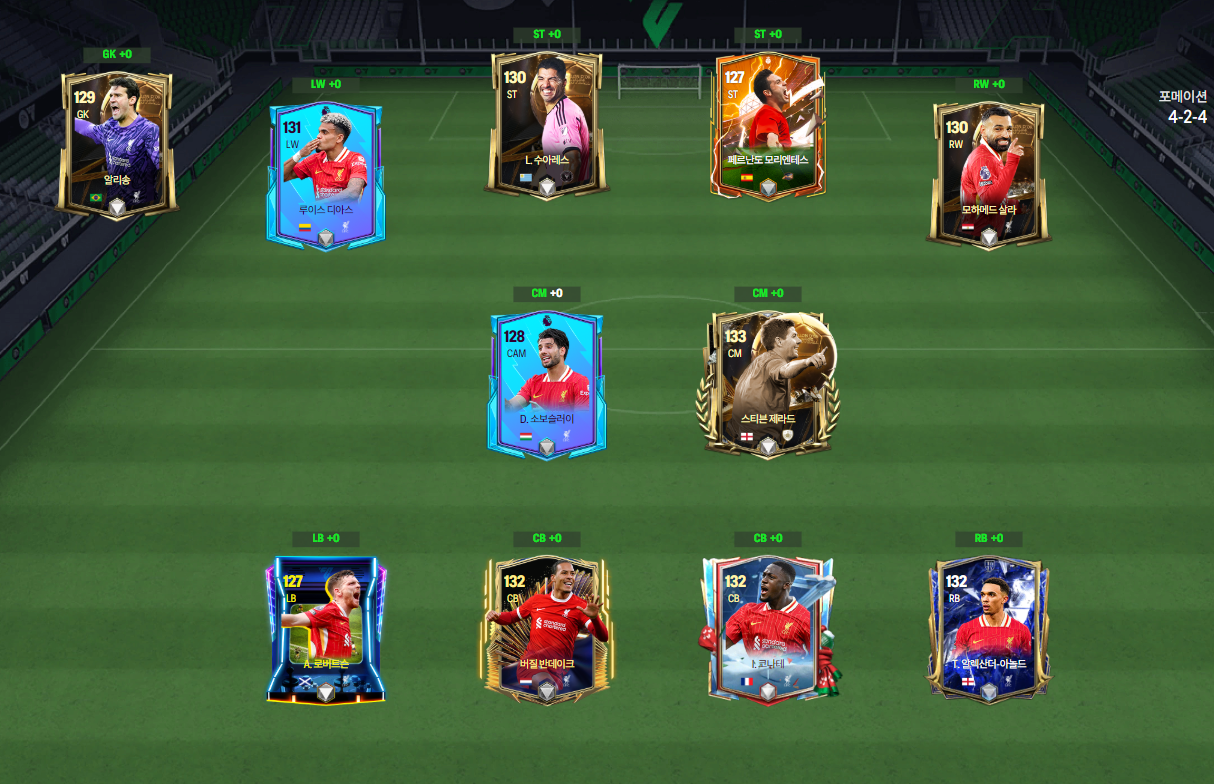 포메이션
4-2-4
GK +0
129
GK
알리송
LW +0
131
LW
루이스 디아스
ST +0
130
ST
L. 수아레스
ST +0
127
ST
페르난도 모리엔테스
RW +0
130
RW
모하메드 살라
CM +0
128
CAM
D. 소보슬러이
CM +0
133
CM
스티븐 제라드
LB +0
127
LB
A. 로버트슨
CB +0
132
CB
버질 반데이크
CB +0
132
CB
I. 코나테
RB +0
132
RB
T. 알렉산더-아놀드